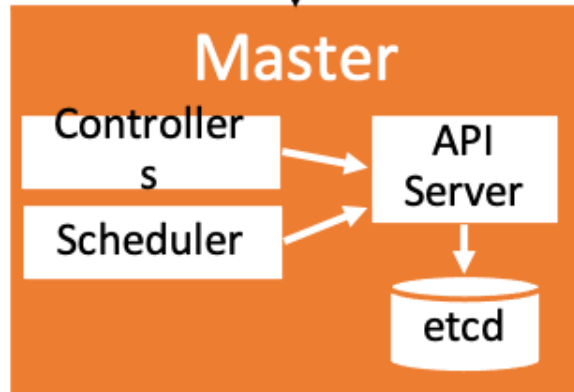 Master
Controller
s
API
Server
Scheduler
etcd